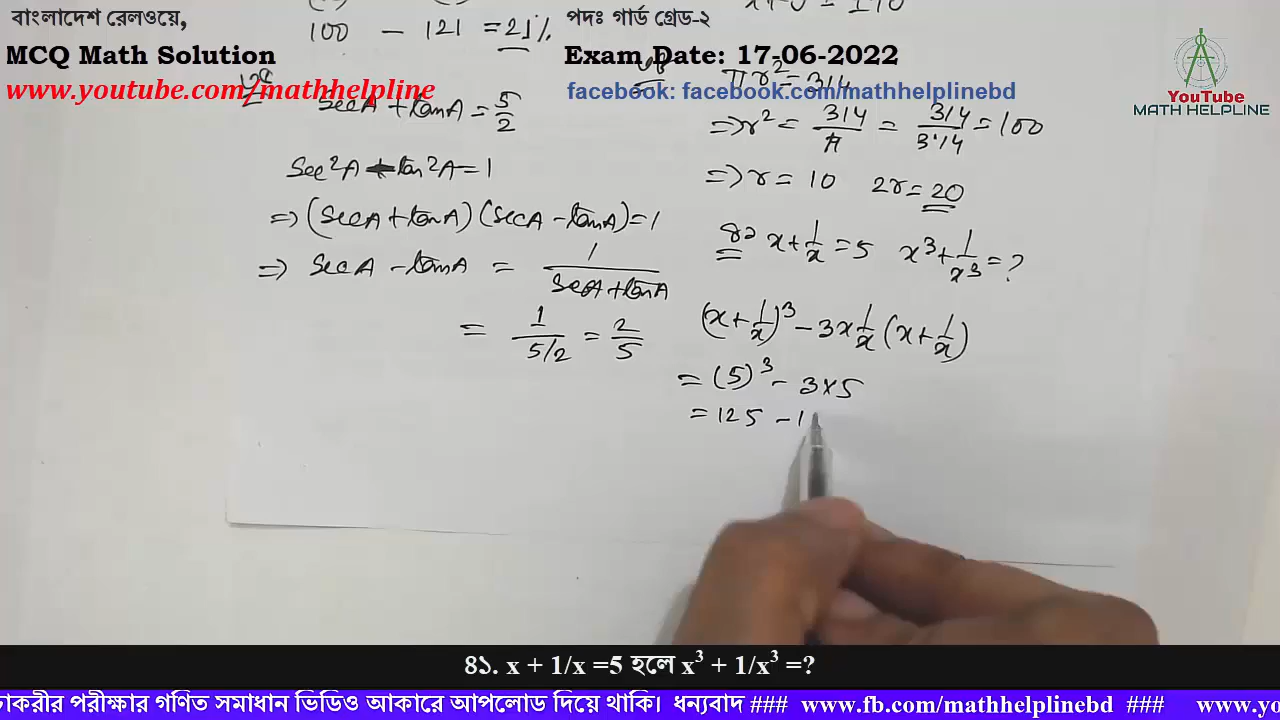 বাংলাদেশ রেলওয়ে,
পদঃ গার্ড গ্রেড-২
100 - 121 = 21%
MCQ Math Solution
Exam Date: 17-06-2022
www.youtube.com/mathhelpline
facebook: facebook.com/mathhelplinebd
YouTube
MATH HELPLINE
SecA + tanA = 5/2
Sec²A - tan²A = 1
=> (SecA + tanA) (SecA - tanA) = 1
=> SecA - tanA = 1/(SecA + tanA)
= 1/(5/2) = 2/5
πr² = 314
=> r² = 314/π = 314/3.14 = 100
=> r = 10 2r = 20
৪১ x + 1/x = 5 x³ + 1/x³ = ?
(x + 1/x)³ - 3x 1/x (x + 1/x)
= (5)³ - 3×5
= 125 - 1
৪১. x + 1/x =5 হলে x³ + 1/x³ =?
চাকরীর পরীক্ষার গণিত সমাধান ভিডিও আকারে আপলোড দিয়ে থাকি। ধন্যবাদ ### www.fb.com/mathhelplinebd ### www.yo